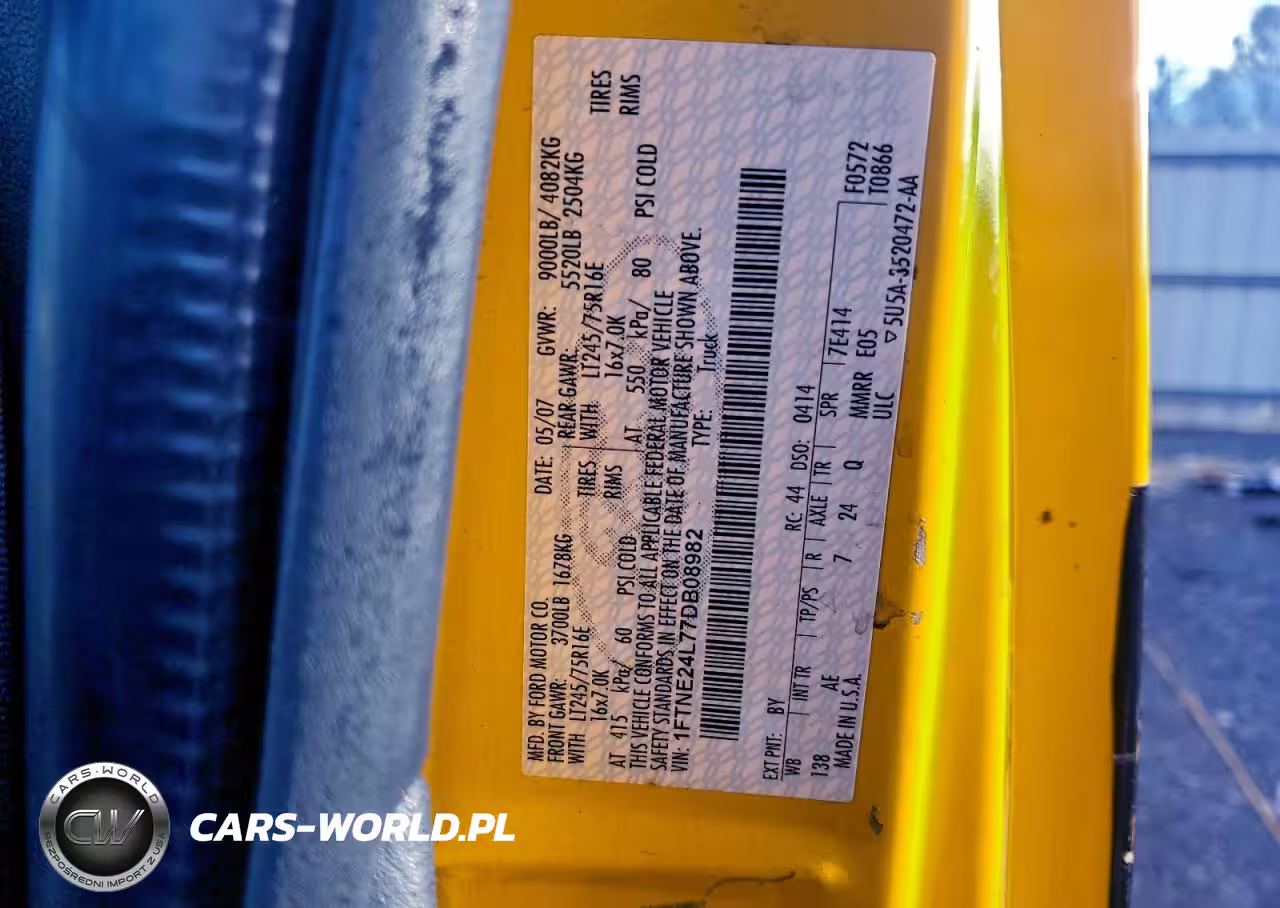 MFD. BY FORD MOTOR CO. DATE: 05/07 GVWR: 9000LB/ 4082KG
FRONT GAWR: 3700LB 1678KG REAR GAWR: 5520LB 2504KG
WITH LT245/75R16E TIRES WITH LT245/75R16E TIRES
16x7.0K RIMS 16x7.0K RIMS
AT 415 kPa/ 60 PSI COLD AT 550 kPa/ 80 PSI COLD
THIS VEHICLE CONFORMS TO ALL APPLICABLE FEDERAL MOTOR VEHICLE
SAFETY STANDARDS IN EFFECT ON THE DATE OF MANUFACTURE SHOWN ABOVE.
VIN: 1FTNE24L77DB08982 TYPE: Truck
EXT PNT: BY RC: 44 DSO: 0414 F0572
WB INT TR TP/PS R AXLE TR SPR 7E414 T0866
138 AE 7 24 Q MMRR E05
MADE IN U.S.A. ULC ▽5U5A-3520472-AA
CARS-WORLD
CW
BEZPOŚREDNI IMPORT Z USA
CARS-WORLD.PL